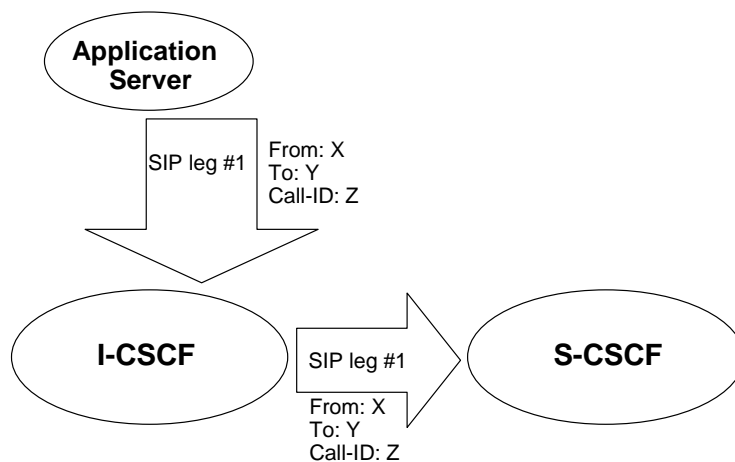 Application
Server
SIP leg #1
From: X
To: Y
Call-ID: Z
I-CSCF
SIP leg #1
S-CSCF
From: X
To: Y
Call-ID: Z